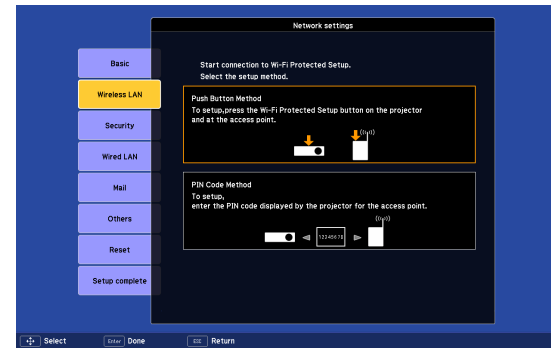 Network settings
Basic
Wireless LAN
Security
Wired LAN
Mail
Others
Reset
Setup complete
Start connection to Wi-Fi Protected Setup.
Select the setup method.
Push Button Method
To setup,press the Wi-Fi Protected Setup button on the projector
and at the access point.
PIN Code Method
To setup,
enter the PIN code displayed by the projector for the access point.
12345678
Select
Enter Done
ESC Return